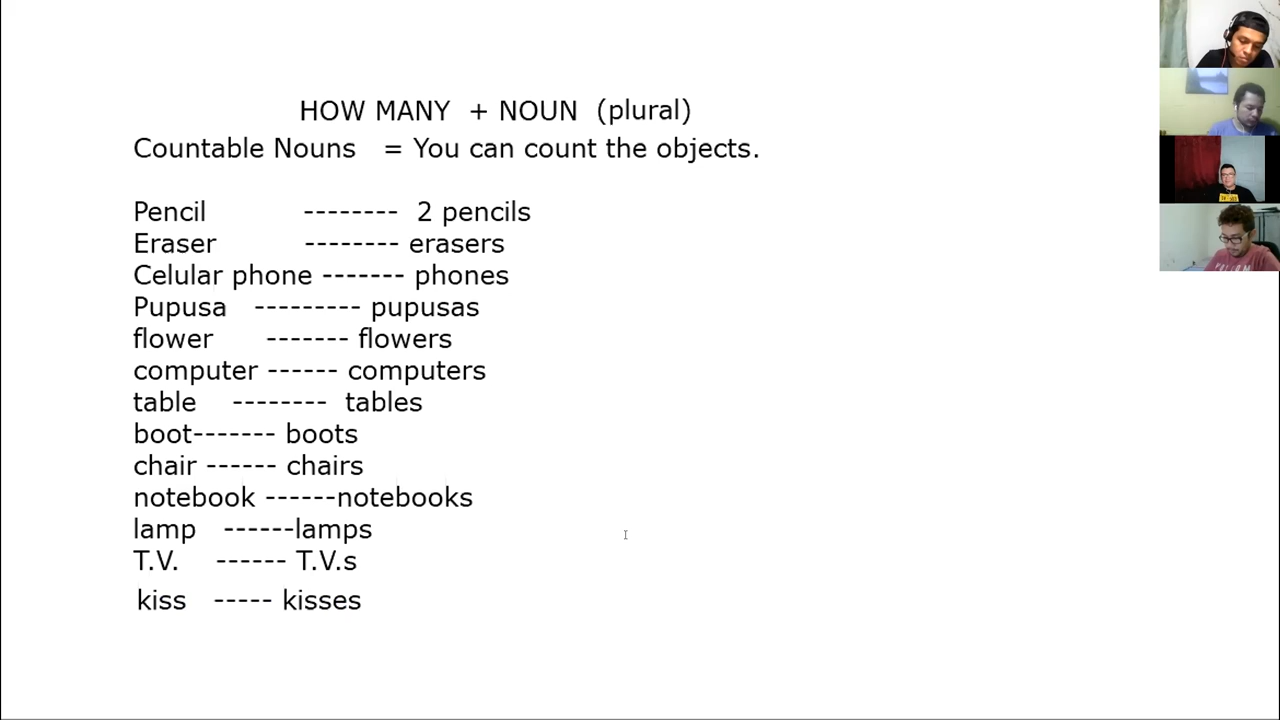 HOW MANY + NOUN (plural)
Countable Nouns = You can count the objects.
Pencil -------- 2 pencils
Eraser -------- erasers
Celular phone ------- phones
Pupusa --------- pupusas
flower ------- flowers
computer ------ computers
table -------- tables
boot------- boots
chair ------ chairs
notebook ------notebooks
lamp ------lamps
T.V. ------ T.V.s
kiss ----- kisses